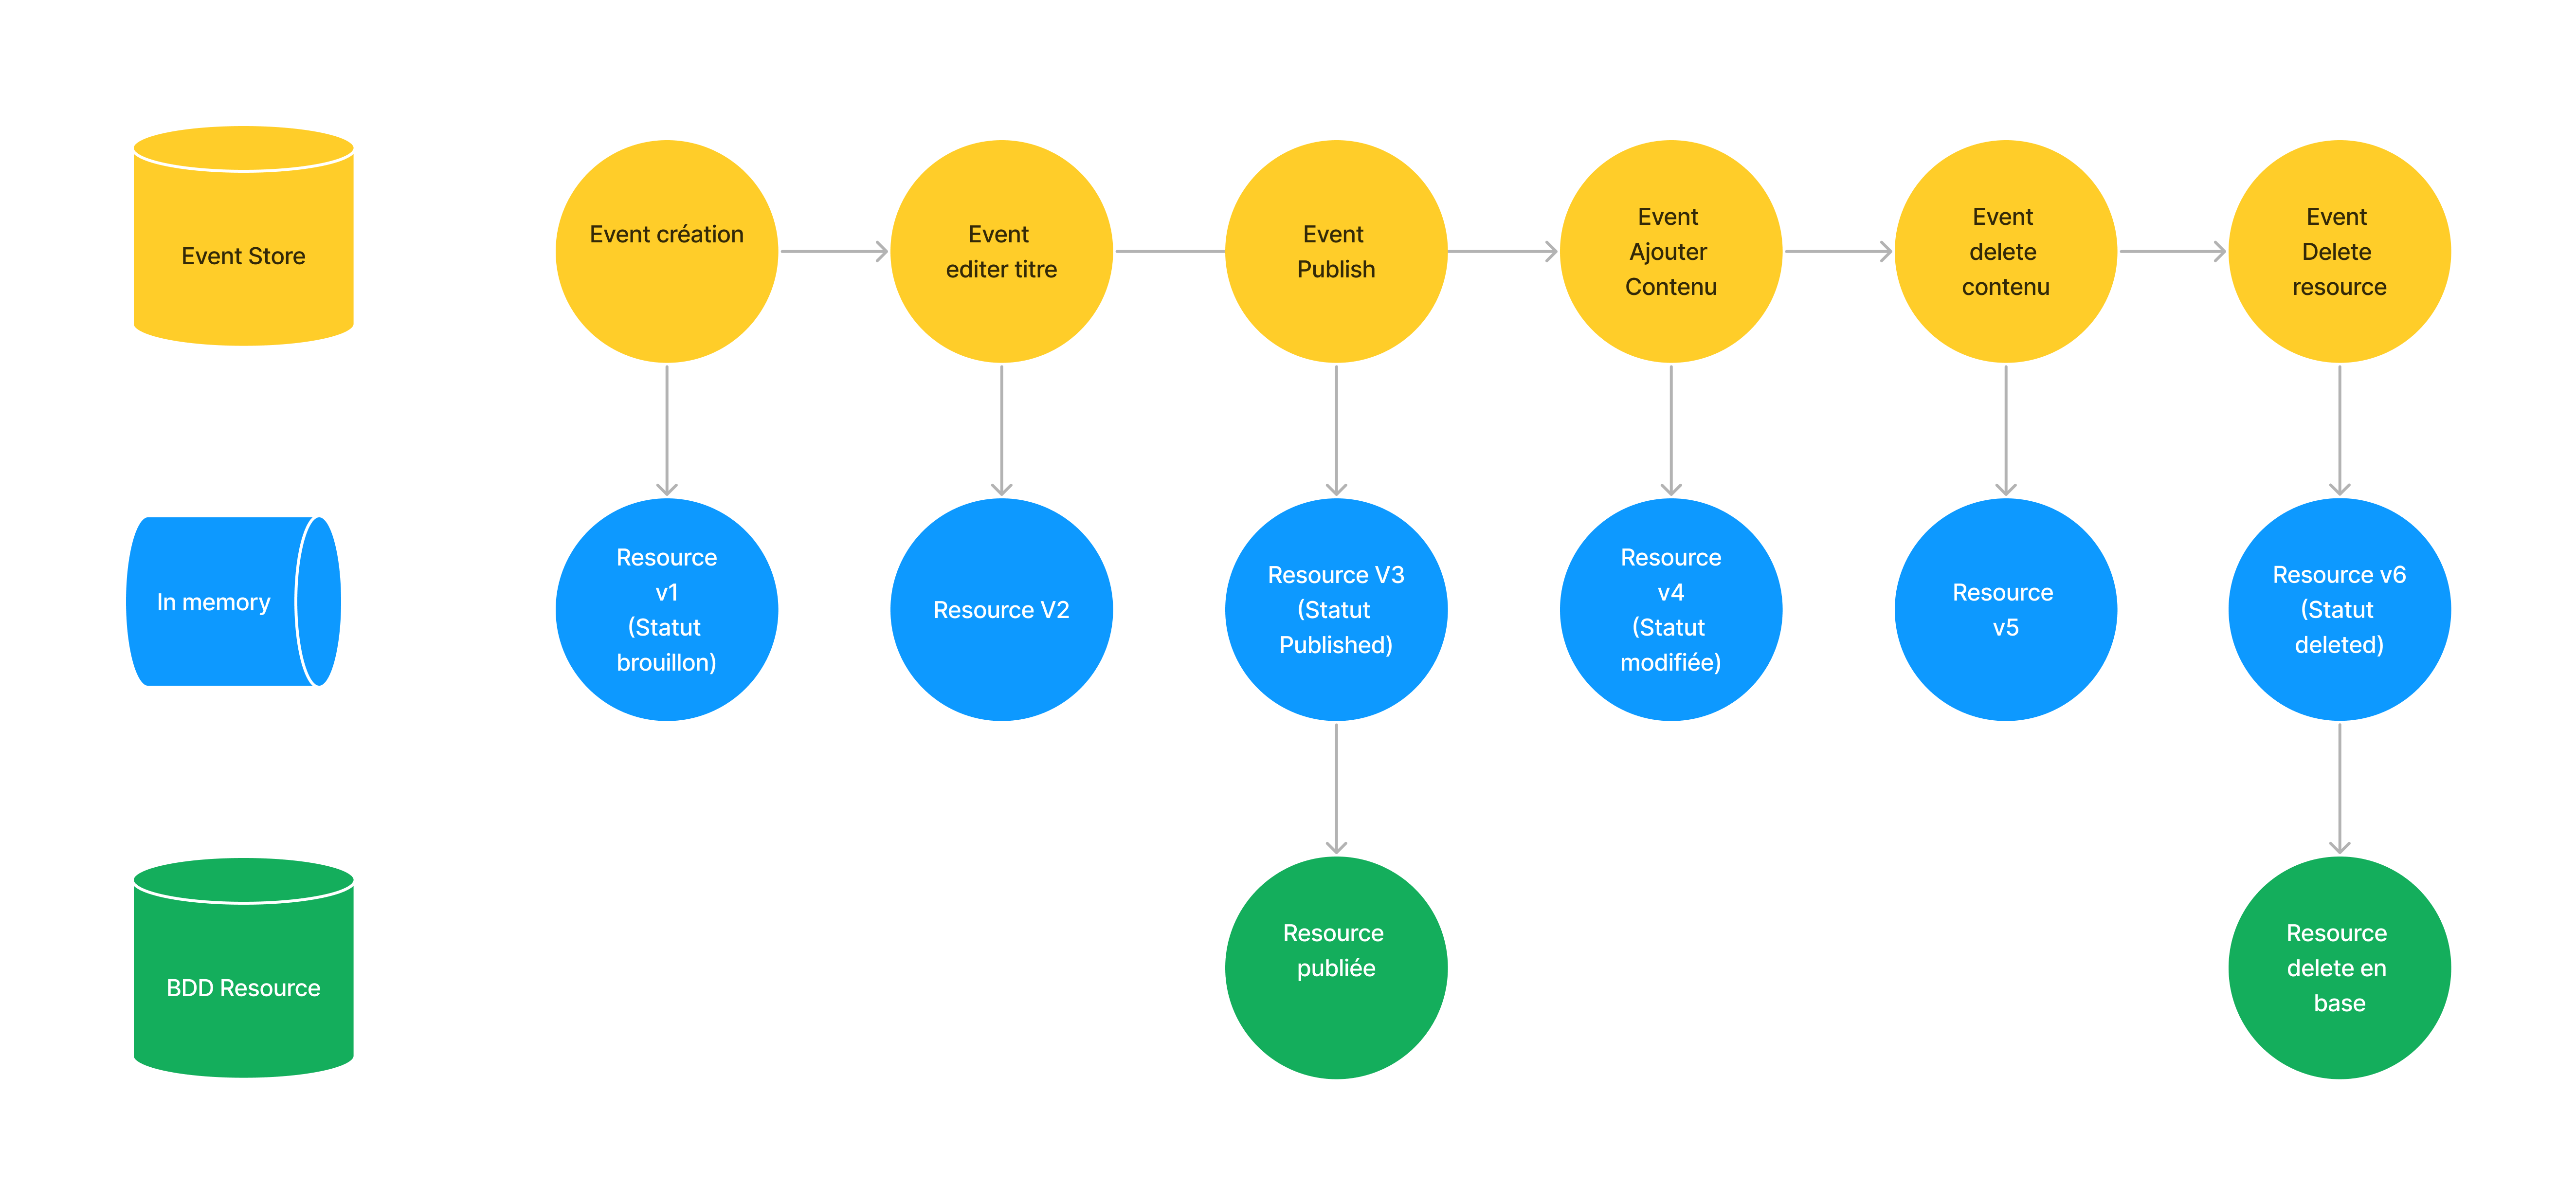 Event Store
Event création
Event
editer titre
Event
Publish
Event
Ajouter
Contenu
Event
delete
contenu
Event
Delete
resource
In memory
Resource
v1
(Statut
brouillon)
Resource V2
Resource V3
(Statut
Published)
Resource
v4
(Statut
modifiée)
Resource
v5
Resource v6
(Statut
deleted)
BDD Resource
Resource
publiée
Resource
delete en
base